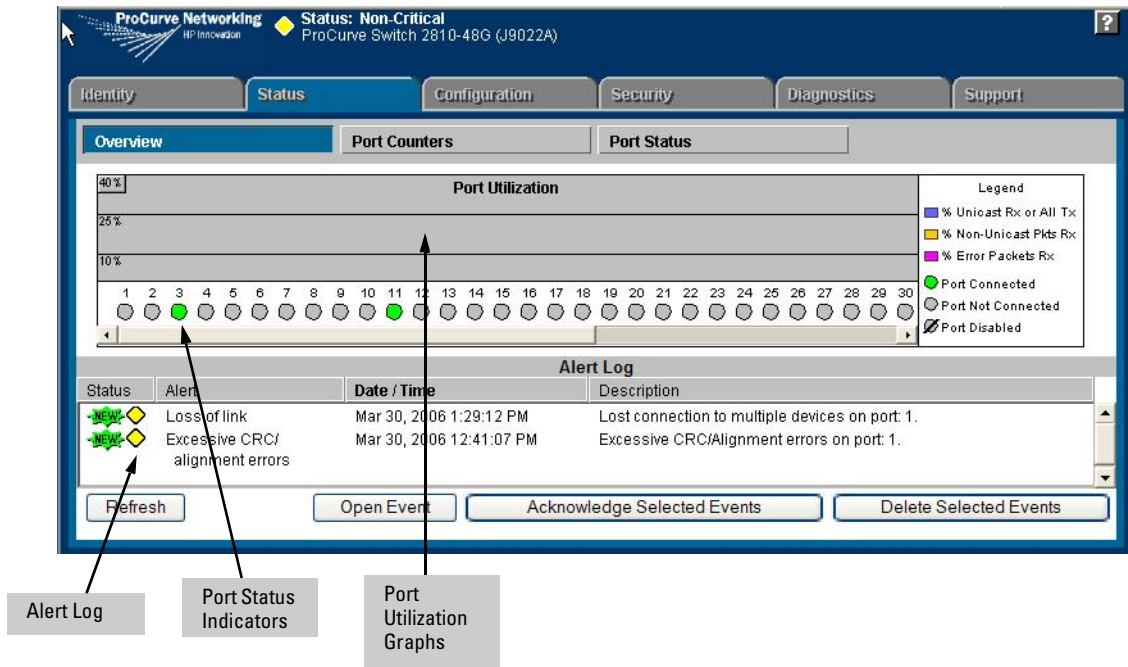 ProCurve Networking
HP Innovation
Status: Non-Critical
ProCurve Switch 2810-48G (J9022A)
?
Identity Status Configuration Security Diagnostics Support
Overview Port Counters Port Status
40 %
Port Utilization
25 %
10 %
1 2 3 4 5 6 7 8 9 10 11 12 13 14 15 16 17 18 19 20 21 22 23 24 25 26 27 28 29 30
Legend
% Unicast Rx or All Tx
% Non-Unicast Pkts Rx
% Error Packets Rx
Port Connected
Port Not Connected
Port Disabled
Alert Log
Status Alert Date / Time Description
NEW! Loss of link Mar 30, 2006 1:29:12 PM Lost connection to multiple devices on port: 1.
NEW! Excessive CRC/ Mar 30, 2006 12:41:07 PM Excessive CRC/Alignment errors on port: 1.
alignment errors
Refresh Open Event Acknowledge Selected Events Delete Selected Events
Alert Log
Port Status
Indicators
Port
Utilization
Graphs